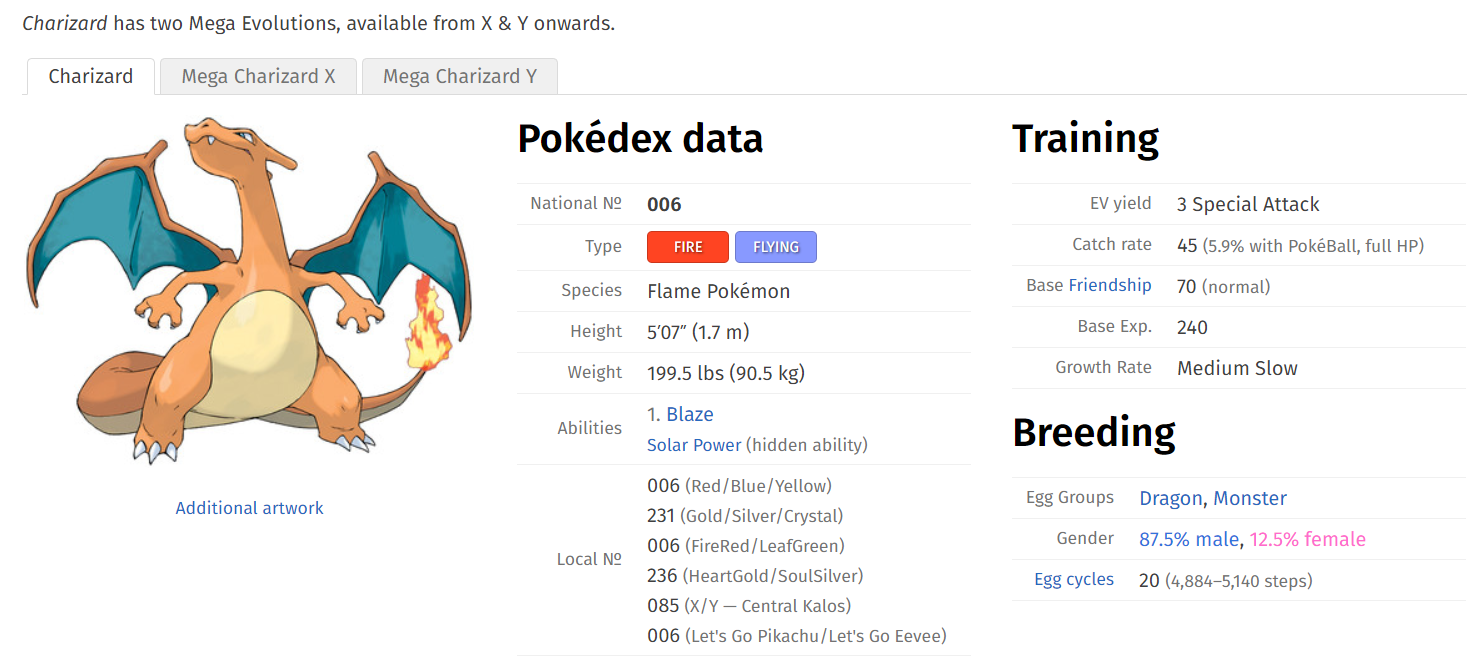 Charizard has two Mega Evolutions, available from X & Y onwards.
Charizard
Mega Charizard X
Mega Charizard Y
Additional artwork
Pokédex data
National № 006
Type FIRE FLYING
Species Flame Pokémon
Height 5′07″ (1.7 m)
Weight 199.5 lbs (90.5 kg)
Abilities 1. Blaze
Solar Power (hidden ability)
Local № 006 (Red/Blue/Yellow)
231 (Gold/Silver/Crystal)
006 (FireRed/LeafGreen)
236 (HeartGold/SoulSilver)
085 (X/Y — Central Kalos)
006 (Let's Go Pikachu/Let's Go Eevee)
Training
EV yield 3 Special Attack
Catch rate 45 (5.9% with PokéBall, full HP)
Base Friendship 70 (normal)
Base Exp. 240
Growth Rate Medium Slow
Breeding
Egg Groups Dragon, Monster
Gender 87.5% male, 12.5% female
Egg cycles 20 (4,884–5,140 steps)